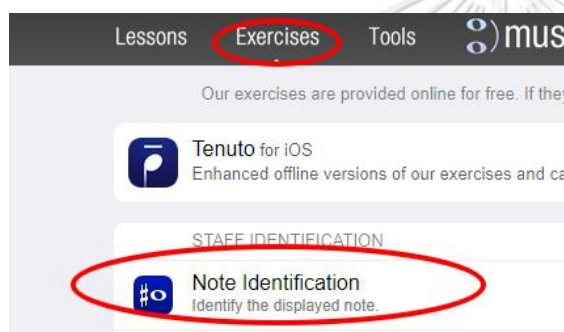 Lessons Exercises Tools mus
Our exercises are provided online for free. If they
Tenuto for iOS
Enhanced offline versions of our exercises and ca
STAFF IDENTIFICATION
Note Identification
Identify the displayed note.